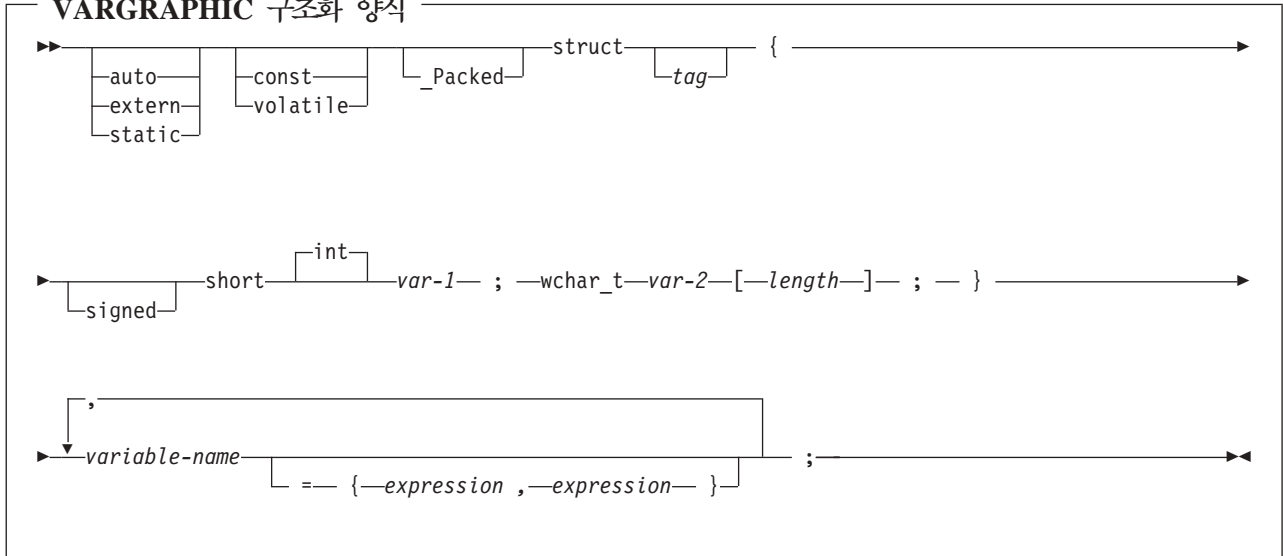 VARGRAPHIC 구조화 양식
struct {
auto const _Packed tag
extern volatile
static
int
short var-1 ; wchar_t var-2 [ length ] ; }
signed
,
variable-name ;
= { expression , expression }